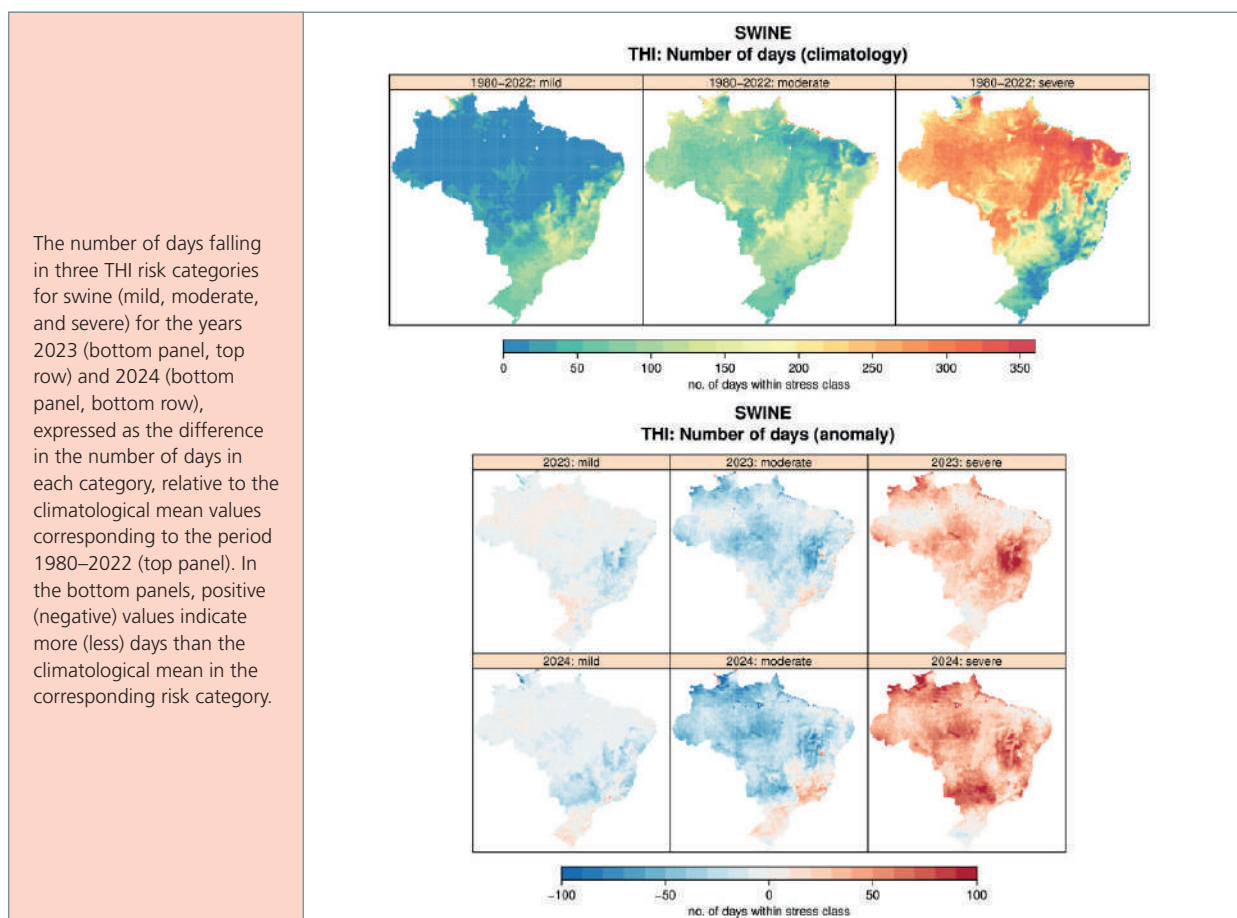 The number of days falling
in three THI risk categories
for swine (mild, moderate,
and severe) for the years
2023 (bottom panel, top
row) and 2024 (bottom
panel, bottom row),
expressed as the difference
in the number of days in
each category, relative to the
climatological mean values
corresponding to the period
1980–2022 (top panel). In
the bottom panels, positive
(negative) values indicate
more (less) days than the
climatological mean in the
corresponding risk category.
SWINE
THI: Number of days (climatology)
1980–2022: mild 1980–2022: moderate 1980–2022: severe
0 50 100 150 200 250 300 350
no. of days within stress class
SWINE
THI: Number of days (anomaly)
2023: mild 2023: moderate 2023: severe
2024: mild 2024: moderate 2024: severe
−100 −50 0 50 100
no. of days within stress class